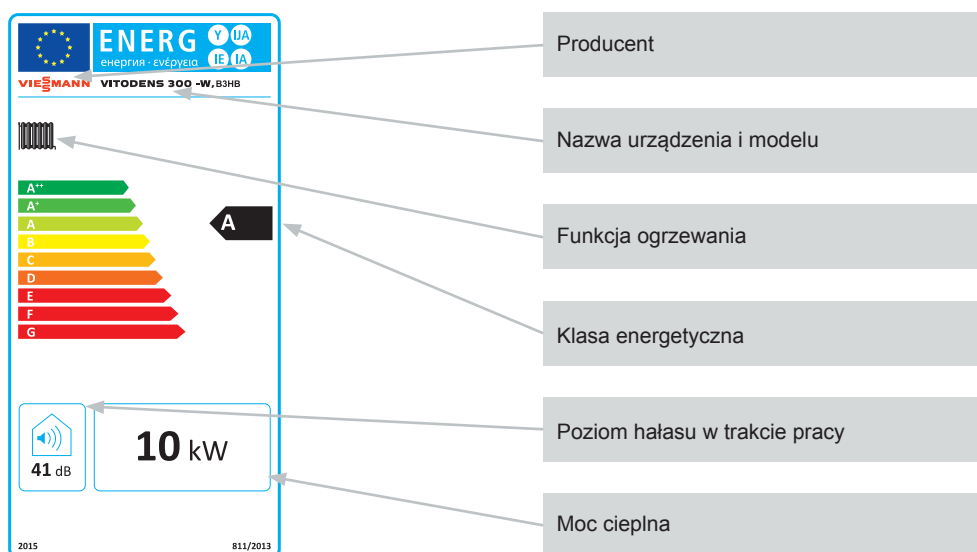 ENERG Y IJA
енергия · ενέργεια IE IA
VIESSMANN VITODENS 300 -W, B3HB
A++
A+
A
B
C
D
E
F
G
A
41 dB
10 kW
2015 811/2013
Producent
Nazwa urządzenia i modelu
Funkcja ogrzewania
Klasa energetyczna
Poziom hałasu w trakcie pracy
Moc cieplna